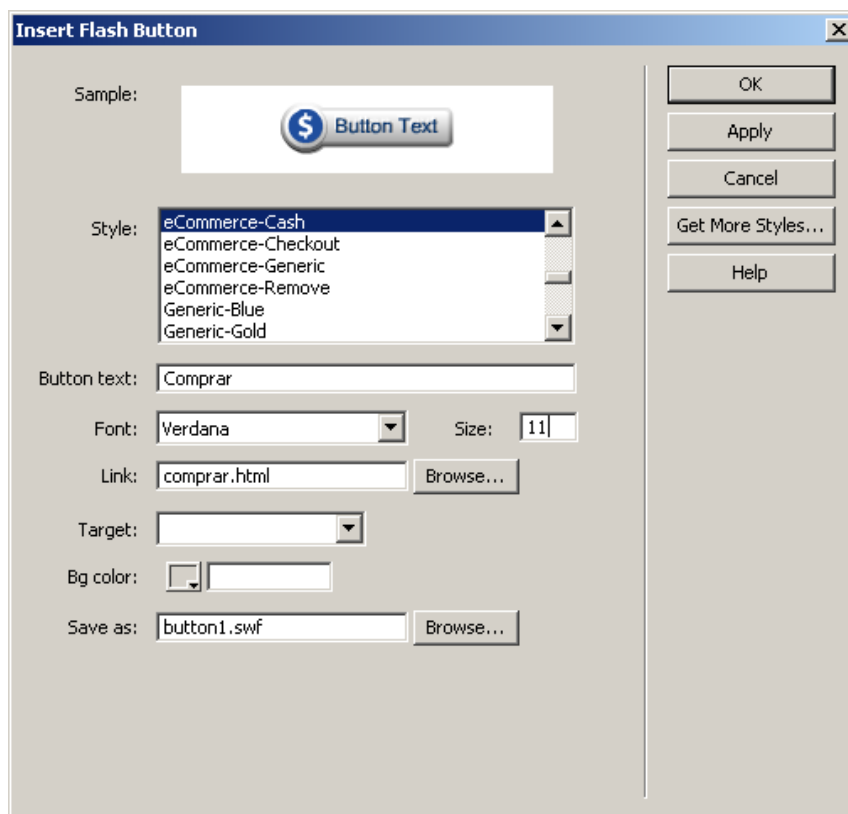 Insert Flash Button
Sample:
Button Text
Style:
eCommerce-Cash
eCommerce-Checkout
eCommerce-Generic
eCommerce-Remove
Generic-Blue
Generic-Gold
Button text: Comprar
Font: Verdana Size: 11
Link: comprar.html Browse...
Target:
Bg color:
Save as: button1.swf Browse...
OK
Apply
Cancel
Get More Styles...
Help